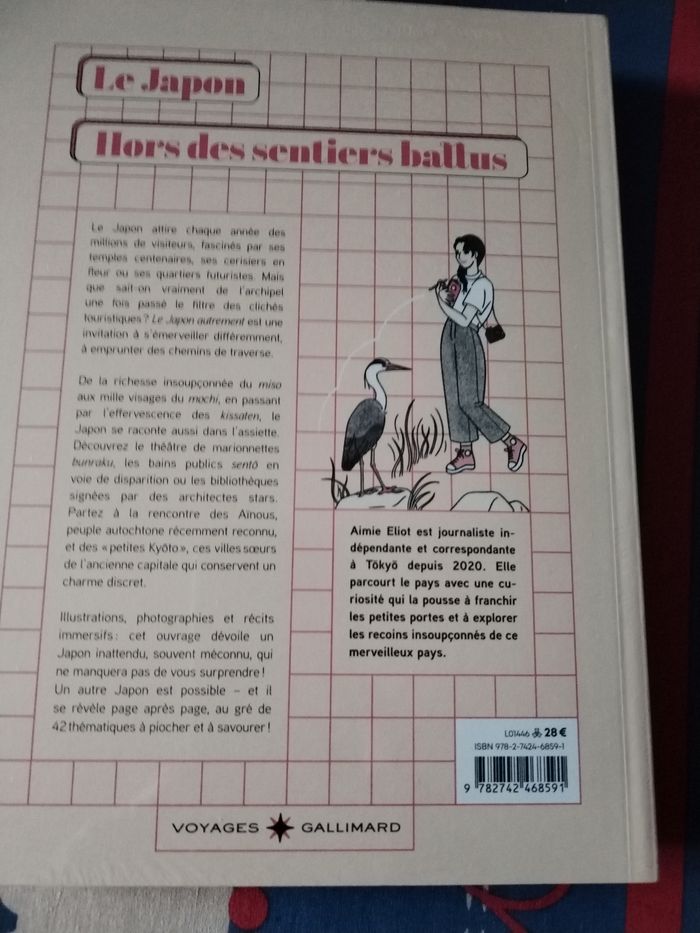 Le Japon
Hors des sentiers battus
Le Japon attire chaque année des
millions de visiteurs, fascinés par ses
temples centenaires, ses cerisiers en
fleur ou ses quartiers futuristes. Mais
que sait-on vraiment de l'archipel
une fois passé le filtre des clichés
touristiques ? Le Japon autrement est une
invitation à s'émerveiller différemment,
à emprunter des chemins de traverse.
De la richesse insoupçonnée du miso
aux mille visages du mochi, en passant
par l'effervescence des kissaten, le
Japon se raconte aussi dans l'assiette.
Découvrez le théâtre de marionnettes
bunraku, les bains publics sentō en
voie de disparition ou les bibliothèques
signées par des architectes stars.
Partez à la rencontre des Aïnous,
peuple autochtone récemment reconnu,
et des « petites Kyōto », ces villes sœurs
de l'ancienne capitale qui conservent un
charme discret.
Illustrations, photographies et récits
immersifs : cet ouvrage dévoile un
Japon inattendu, souvent méconnu, qui
ne manquera pas de vous surprendre !
Un autre Japon est possible – et il
se révèle page après page, au gré de
42 thématiques à piocher et à savourer !
Aimie Eliot est journaliste in-
dépendante et correspondante
à Tōkyō depuis 2020. Elle
parcourt le pays avec une cu-
riosité qui la pousse à franchir
les petites portes et à explorer
les recoins insoupçonnés de ce
merveilleux pays.
L01446 28 €
ISBN 978-2-7424-6859-1
9 782742 468591
VOYAGES GALLIMARD